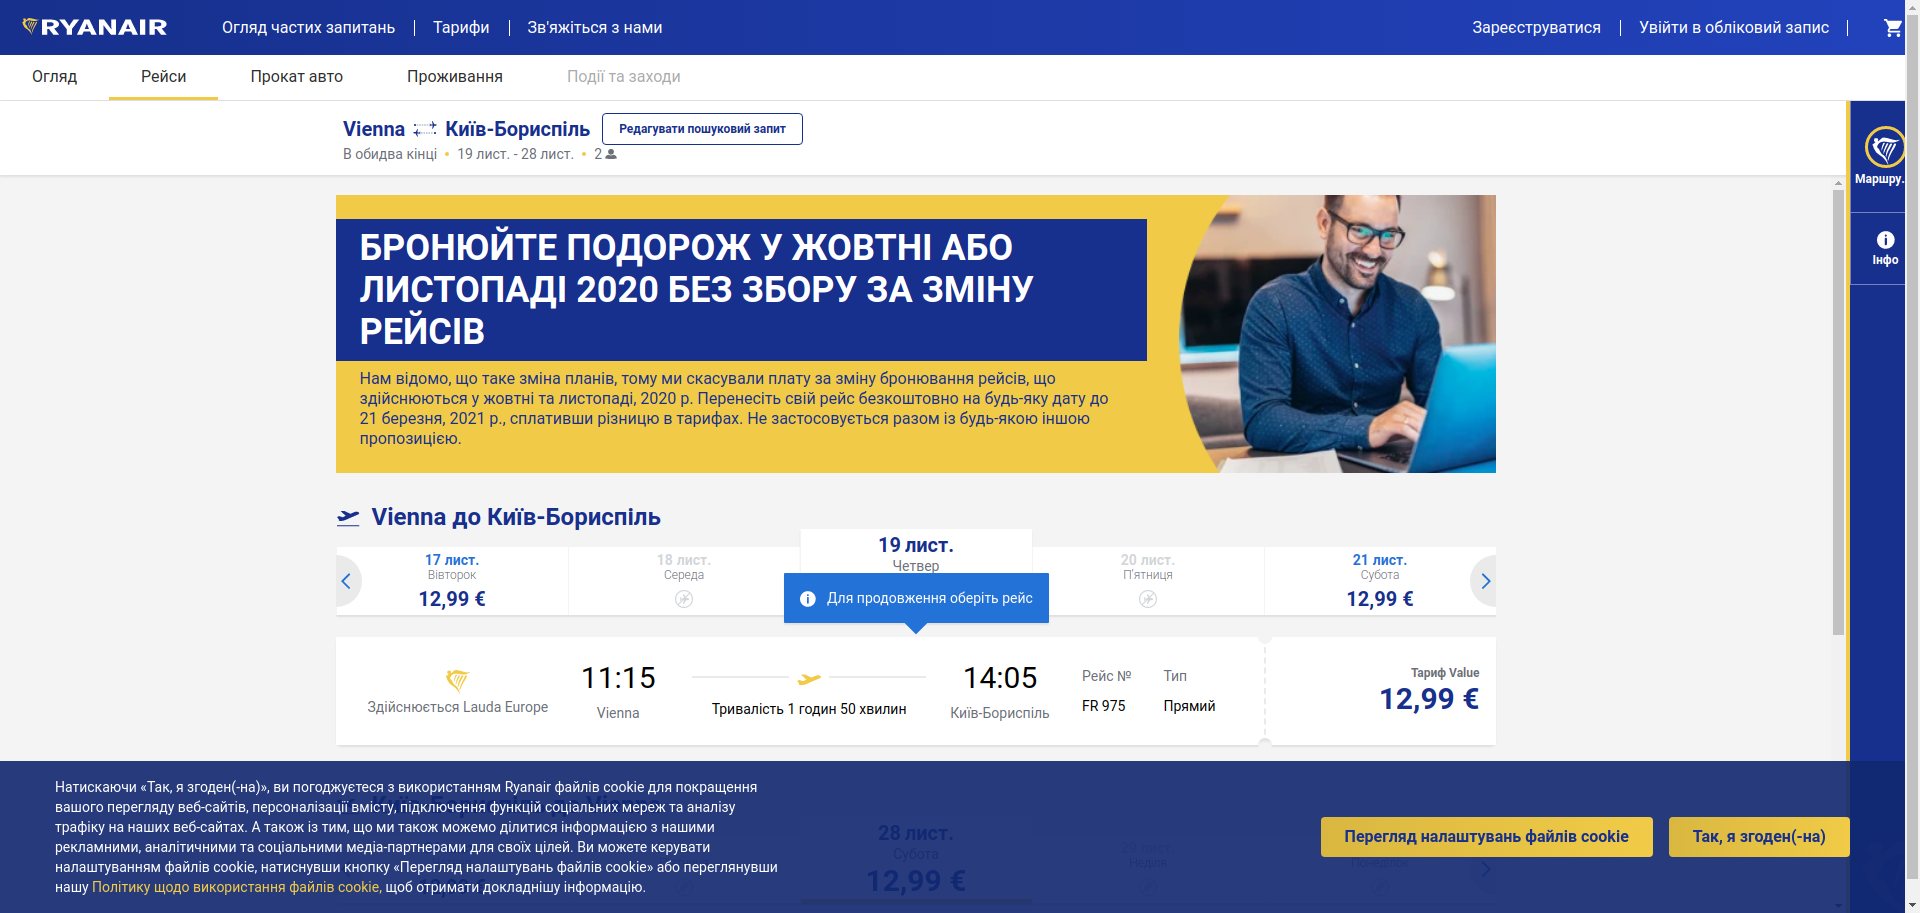 RYANAIR
Огляд частих запитань
Тарифи
Зв'яжіться з нами
Зареєструватися
Увійти в обліковий запис
Огляд
Рейси
Прокат авто
Проживання
Події та заходи
Vienna
Київ-Бориспіль
Редагувати пошуковий запит
В обидва кінці • 19 лист. - 28 лист. • 2
Маршру.
Інфо
БРОНЮЙТЕ ПОДОРОЖ У ЖОВТНІ АБО
ЛИСТОПАДІ 2020 БЕЗ ЗБОРУ ЗА ЗМІНУ
РЕЙСІВ
Нам відомо, що таке зміна планів, тому ми скасували плату за зміну бронювання рейсів, що
здійснюються у жовтні та листопаді, 2020 р. Перенесіть свій рейс безкоштовно на будь-яку дату до
21 березня, 2021 р., сплативши різницю в тарифах. Не застосовується разом із будь-якою іншою
пропозицією.
Vienna до Київ-Бориспіль
17 лист.
Вівторок
12,99 €
18 лист.
Середа
19 лист.
Четвер
20 лист.
П'ятниця
21 лист.
Субота
12,99 €
Для продовження оберіть рейс
Здійснюється Lauda Europe
11:15
Vienna
Тривалість 1 годин 50 хвилин
14:05
Київ-Бориспіль
Рейс №
FR 975
Тип
Прямий
Тариф Value
12,99 €
Натискаючи «Так, я згоден(-на)», ви погоджуєтеся з використанням Ryanair файлів cookie для покращення
вашого перегляду веб-сайтів, персоналізації вмісту, підключення функцій соціальних мереж та аналізу
трафіку на наших веб-сайтах. А також із тим, що ми також можемо ділитися інформацією з нашими
рекламними, аналітичними та соціальними медіа-партнерами для своїх цілей. Ви можете керувати
налаштуванням файлів cookie, натиснувши кнопку «Перегляд налаштувань файлів cookie» або переглянувши
нашу Політику щодо використання файлів cookie, щоб отримати докладнішу інформацію.
Перегляд налаштувань файлів cookie
Так, я згоден(-на)
28 лист.
Субота
12,99 €
29 лист.
Неділя
Понеділок